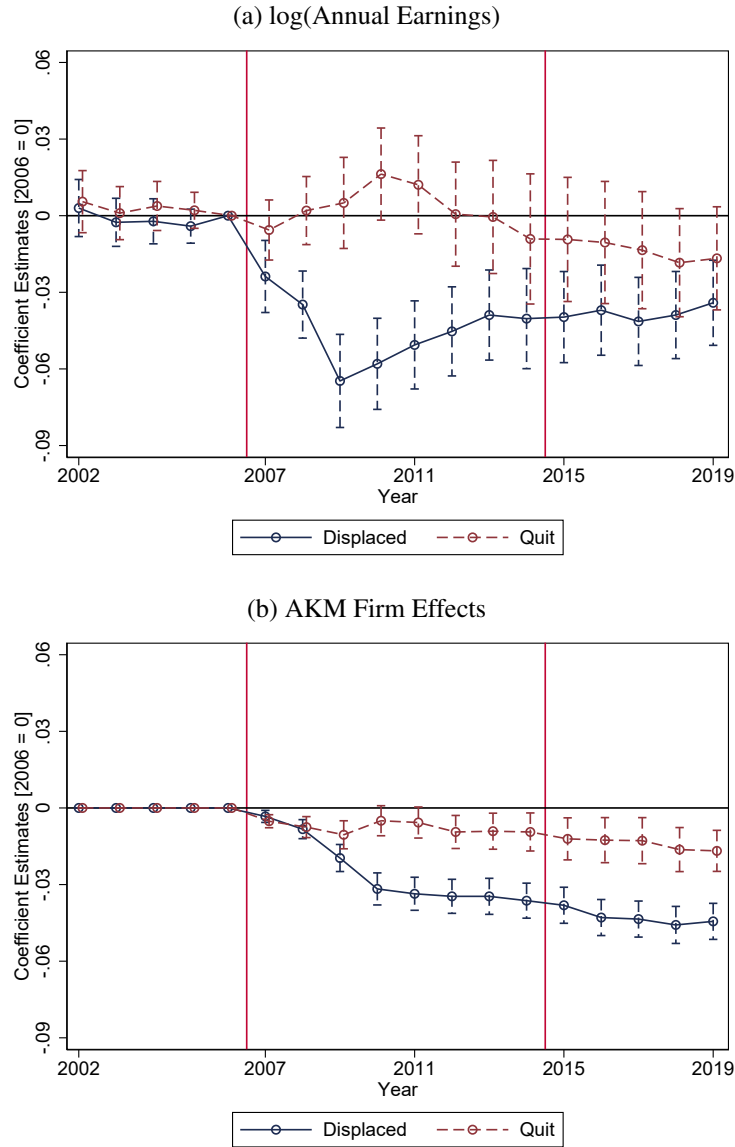 (a) log(Annual Earnings)
Coefficient Estimates [2006 = 0]
.06
.03
0
-.03
-.06
-.09
2002 2007 2011 2015 2019
Year
Displaced Quit
(b) AKM Firm Effects
Coefficient Estimates [2006 = 0]
.06
.03
0
-.03
-.06
-.09
2002 2007 2011 2015 2019
Year
Displaced Quit